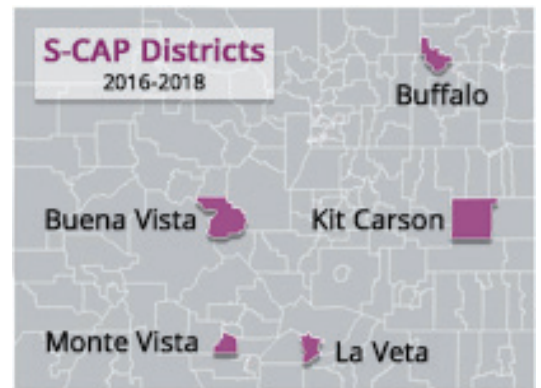 S-CAP Districts
2016-2018
Buffalo
Buena Vista
Kit Carson
Monte Vista
La Veta